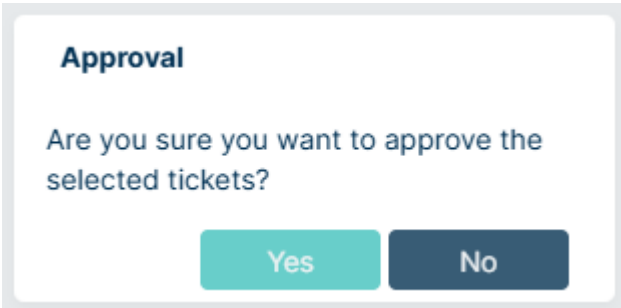 Approval
Are you sure you want to approve the
selected tickets?
Yes No